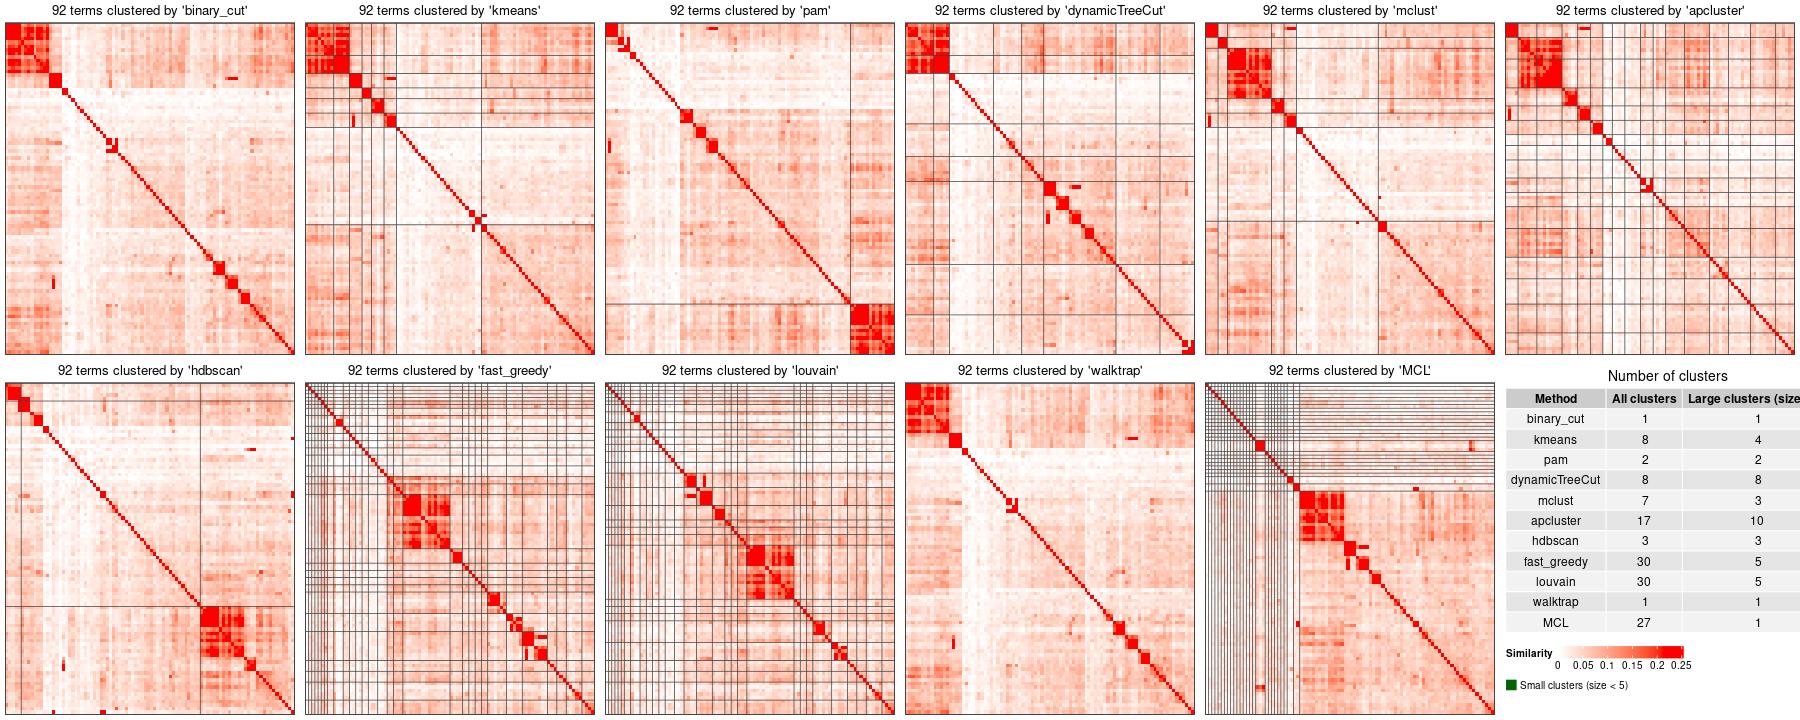 92 terms clustered by 'binary_cut'
92 terms clustered by 'kmeans'
92 terms clustered by 'pam'
92 terms clustered by 'dynamicTreeCut'
92 terms clustered by 'mclust'
92 terms clustered by 'apcluster'
92 terms clustered by 'hdbscan'
92 terms clustered by 'fast_greedy'
92 terms clustered by 'louvain'
92 terms clustered by 'walktrap'
92 terms clustered by 'MCL'
Number of clusters
Method All clusters Large clusters (size
binary_cut 1 1
kmeans 8 4
pam 2 2
dynamicTreeCut 8 8
mclust 7 3
apcluster 17 10
hdbscan 3 3
fast_greedy 30 5
louvain 30 5
walktrap 1 1
MCL 27 1
Similarity
0 0.05 0.1 0.15 0.2 0.25
Small clusters (size < 5)